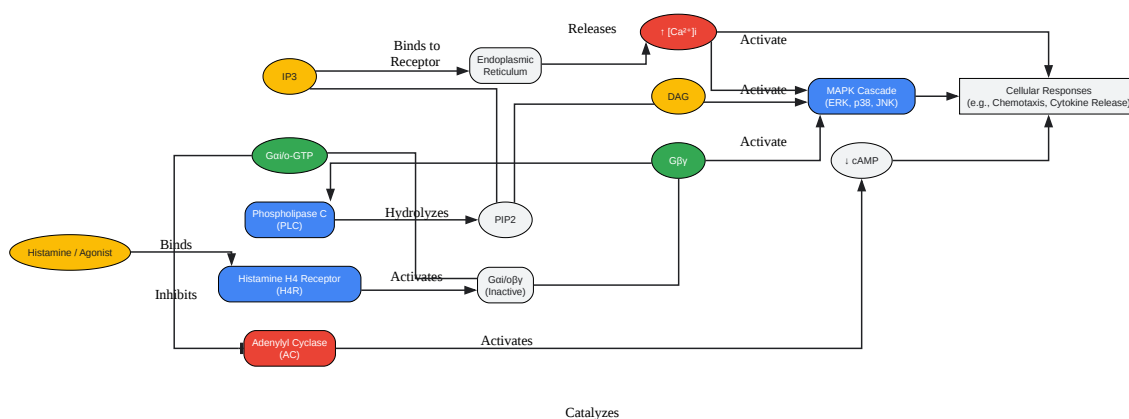 Releases
↑ [Ca²⁺]i
Activate
Binds to
Receptor
Endoplasmic
Reticulum
IP3
DAG
Activate
MAPK Cascade
(ERK, p38, JNK)
Cellular Responses
(e.g., Chemotaxis, Cytokine Release)
Activate
Gαi/o-GTP
Gβγ
↓ cAMP
Phospholipase C
(PLC)
Hydrolyzes
PIP2
Histamine / Agonist
Binds
Histamine H4 Receptor
(H4R)
Activates
Gαi/oβγ
(Inactive)
Inhibits
Adenylyl Cyclase
(AC)
Activates
Catalyzes